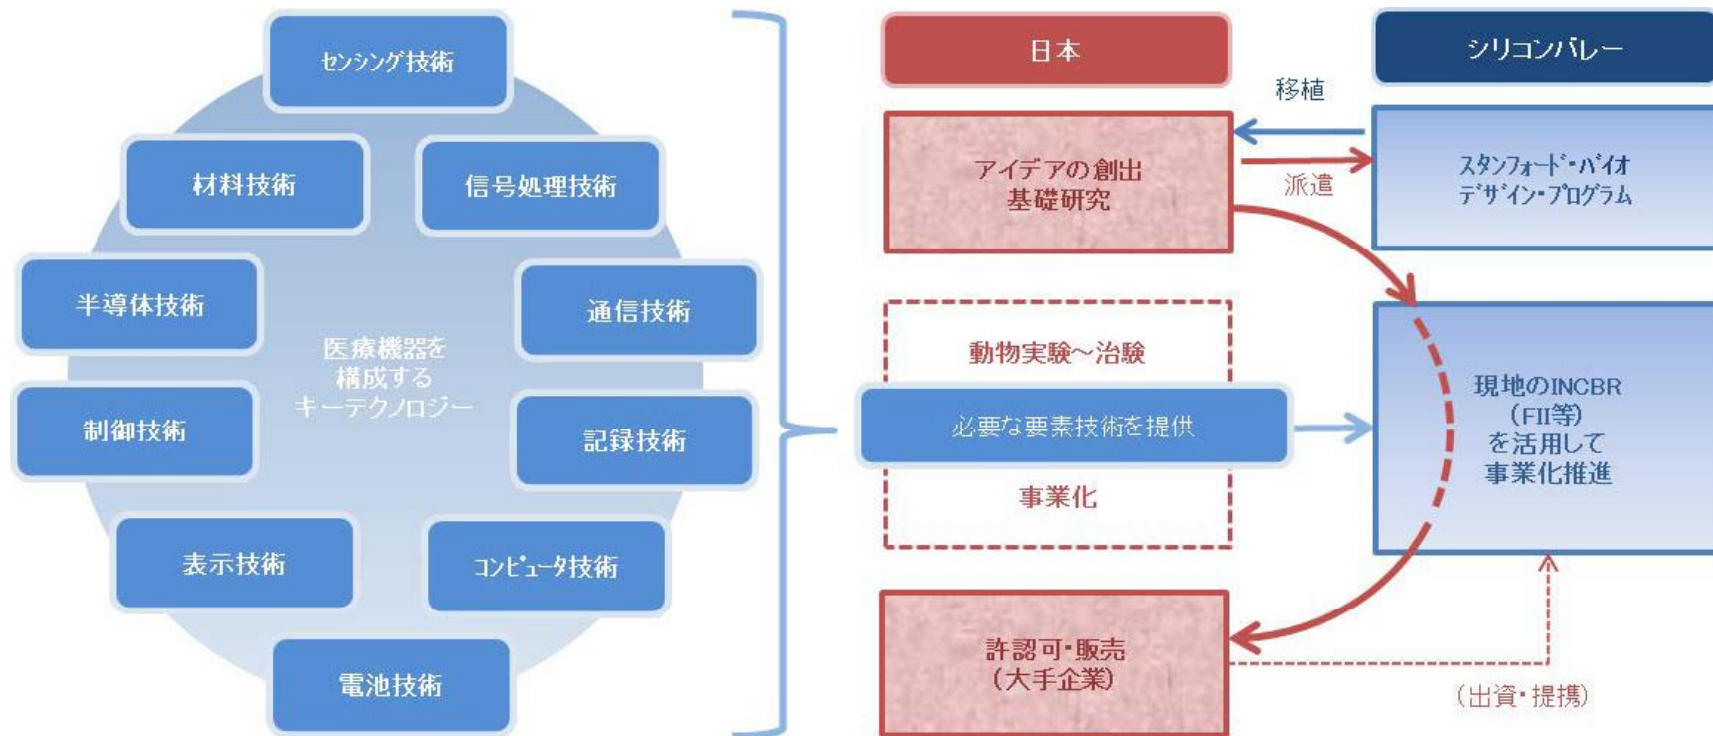 センシング技術
材料技術
信号処理技術
半導体技術
通信技術
医療機器を
構成する
キーテクノロジー
制御技術
記録技術
表示技術
コンピュータ技術
電池技術
日本
シリコンバレー
移植
アイデアの創出
基礎研究
派遣
スタンフォード・バイオ
デザイン・プログラム
動物実験～治験
必要な要素技術を提供
事業化
現地のINCBR
(FII等)
を活用して
事業化推進
許認可・販売
(大手企業)
(出資・提携)